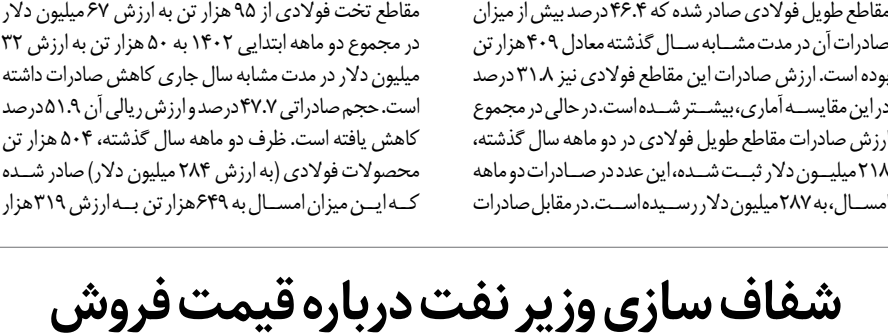 مقاطع طویل فولادی صادر شده که ۴۶.۴ درصد بیش از میزان
صادرات آن در مدت مشابه سال گذشته معادل ۴۰۹ هزار تن
بوده است. ارزش صادرات این مقاطع فولادی نیز ۳۱.۸ درصد
در این مقایسه آماری، بیشتر شده است. در حالی در مجموع
ارزش صادرات مقاطع طویل فولادی در دو ماهه سال گذشته،
۲۱۸ میلیون دلار ثبت شده، این عدد در صادرات دو ماهه
امسال، به ۲۸۷ میلیون دلار رسیده است. در مقابل صادرات
مقاطع تخت فولادی از ۹۵ هزار تن به ارزش ۶۷ میلیون دلار
در مجموع دو ماهه ابتدایی ۱۴۰۲ به ۵۰ هزار تن به ارزش ۳۲
میلیون دلار در مدت مشابه سال جاری کاهش صادرات داشته
است. حجم صادراتی ۴۷.۷ درصد و ارزش ریالی آن ۵۱.۹ درصد
کاهش یافته است. ظرف دو ماهه سال گذشته، ۵۰۴ هزار تن
محصولات فولادی (به ارزش ۲۸۴ میلیون دلار) صادر شده
که این میزان امسال به ۶۴۹ هزار تن به ارزش ۳۱۹ هزار
شفاف سازی وزیر نفت درباره قیمت فروش